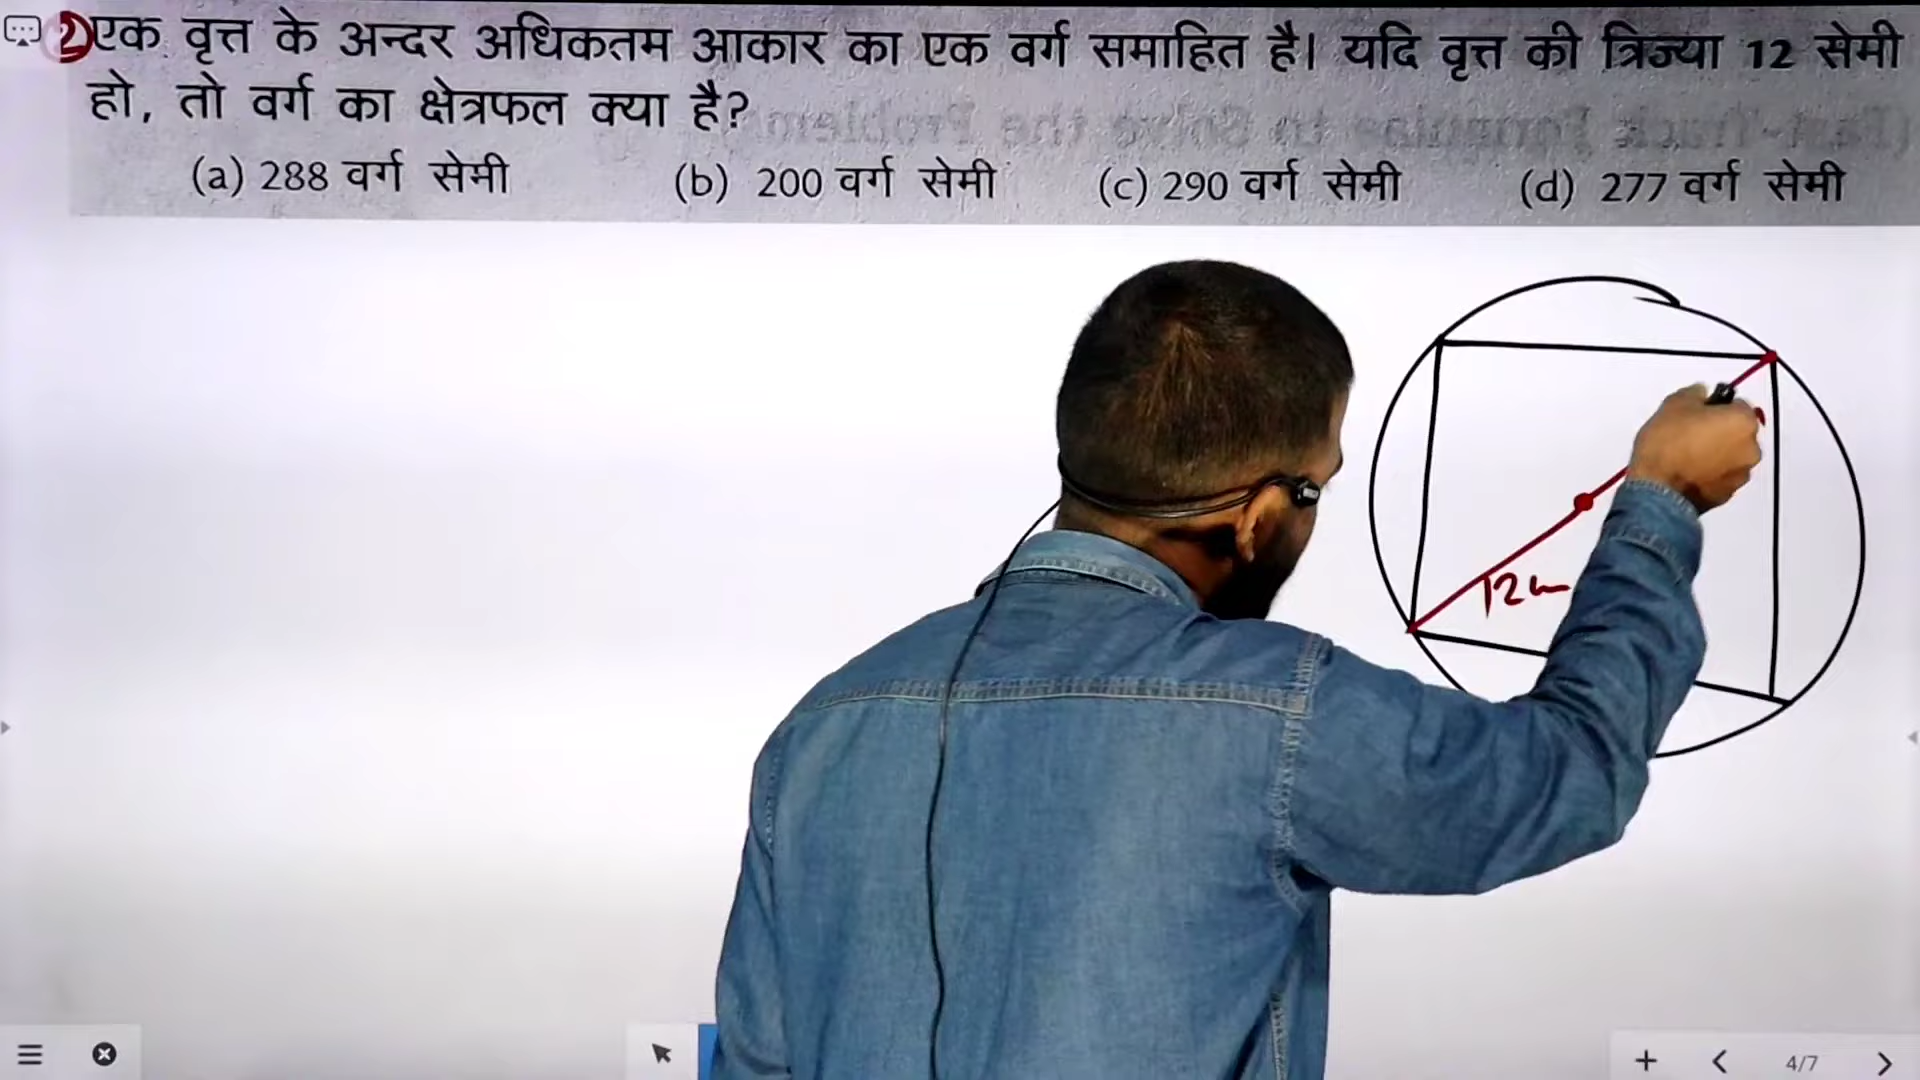 2 एक वृत्त के अन्दर अधिकतम आकार का एक वर्ग समाहित है। यदि वृत्त की त्रिज्या 12 सेमी
हो, तो वर्ग का क्षेत्रफल क्या है?
(a) 288 वर्ग सेमी (b) 200 वर्ग सेमी (c) 290 वर्ग सेमी (d) 277 वर्ग सेमी
12 cm
4/7